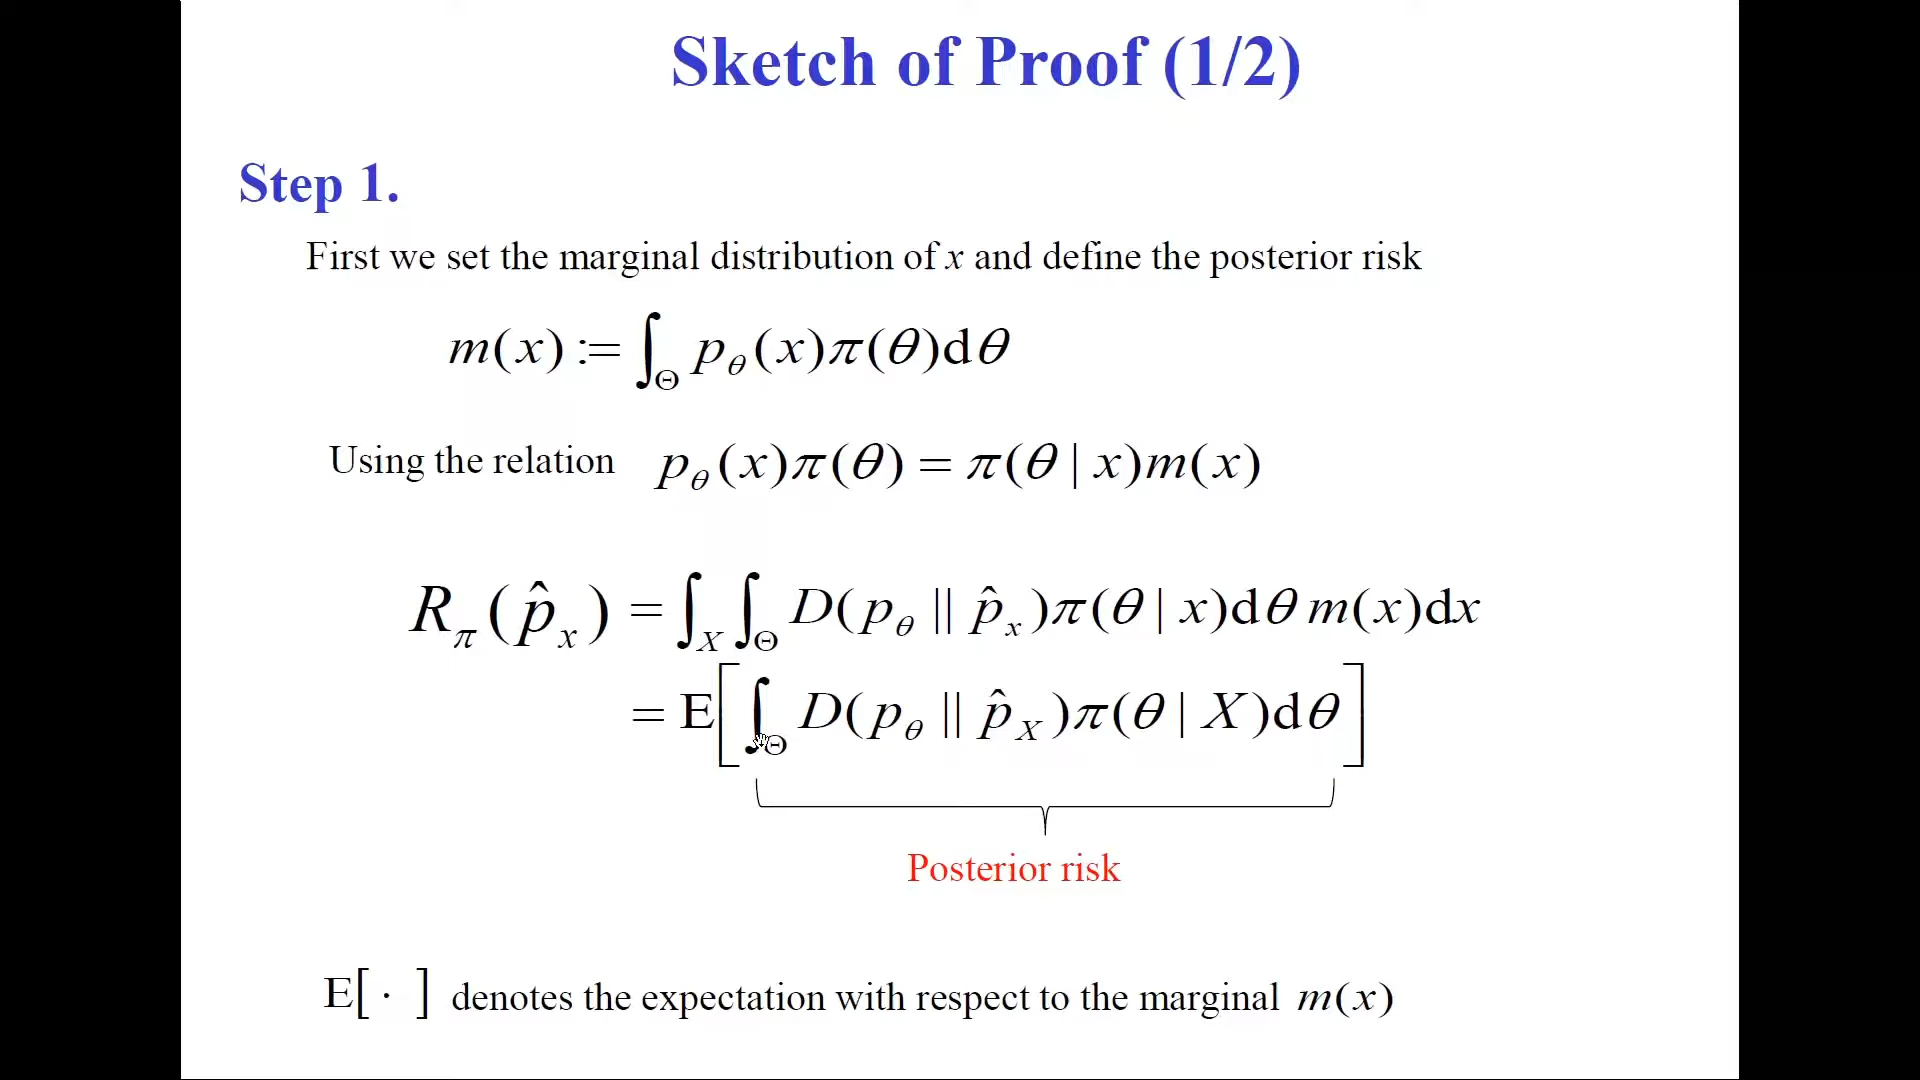 Sketch of Proof (1/2)
Step 1.
First we set the marginal distribution of x and define the posterior risk
m(x) := ∫_Θ p_θ(x)π(θ)dθ
Using the relation p_θ(x)π(θ) = π(θ | x)m(x)
R_π(p̂_x) = ∫_X ∫_Θ D(p_θ || p̂_x)π(θ | x)dθ m(x)dx
= E[∫_Θ D(p_θ || p̂_X)π(θ | X)dθ]
Posterior risk
E[ · ] denotes the expectation with respect to the marginal m(x)